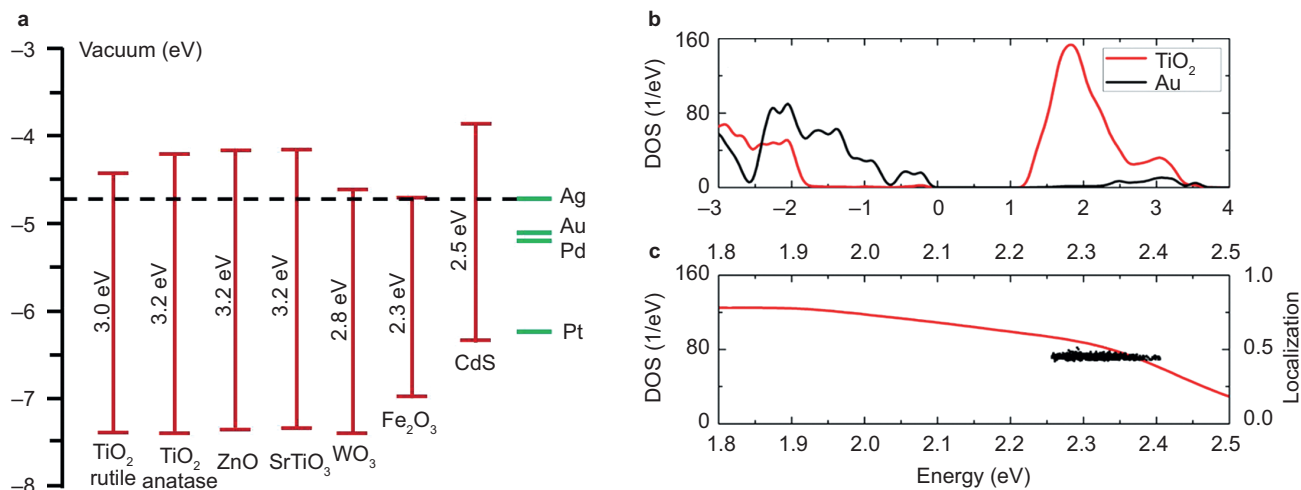 a
Vacuum (eV)
–3
–4
–5
–6
–7
–8
3.0 eV
3.2 eV
3.2 eV
3.2 eV
2.8 eV
2.3 eV
2.5 eV
TiO2
rutile
TiO2
anatase
ZnO
SrTiO3
WO3
Fe2O3
CdS
Ag
Au
Pd
Pt
b
DOS (1/eV)
160
80
0
TiO2
Au
–3 –2 –1 0 1 2 3 4
1.8 1.9 2.0 2.1 2.2 2.3 2.4 2.5
c
DOS (1/eV)
160
80
0
1.0
0.5
0.0
Localization
1.8 1.9 2.0 2.1 2.2 2.3 2.4 2.5
Energy (eV)